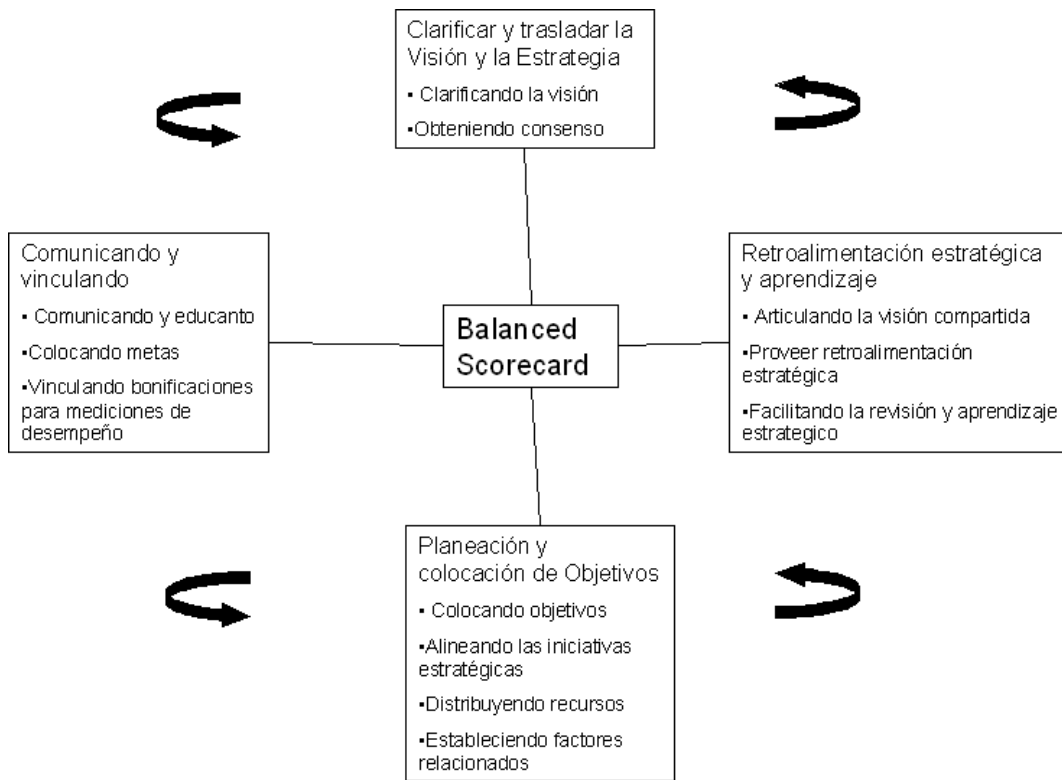 Clarificar y trasladar la
Visión y la Estrategia
▪ Clarificando la visión
▪Obteniendo consenso
Comunicando y
vinculando
▪ Comunicando y educanto
▪Colocando metas
▪Vinculando bonificaciones
para mediciones de
desempeño
Balanced
Scorecard
Retroalimentación estratégica
y aprendizaje
▪ Articulando la visión compartida
▪Proveer retroalimentación
estratégica
▪Facilitando la revisión y aprendizaje
estrategico
Planeación y
colocación de Objetivos
▪ Colocando objetivos
▪Alineando las iniciativas
estratégicas
▪Distribuyendo recursos
▪Estableciendo factores
relacionados